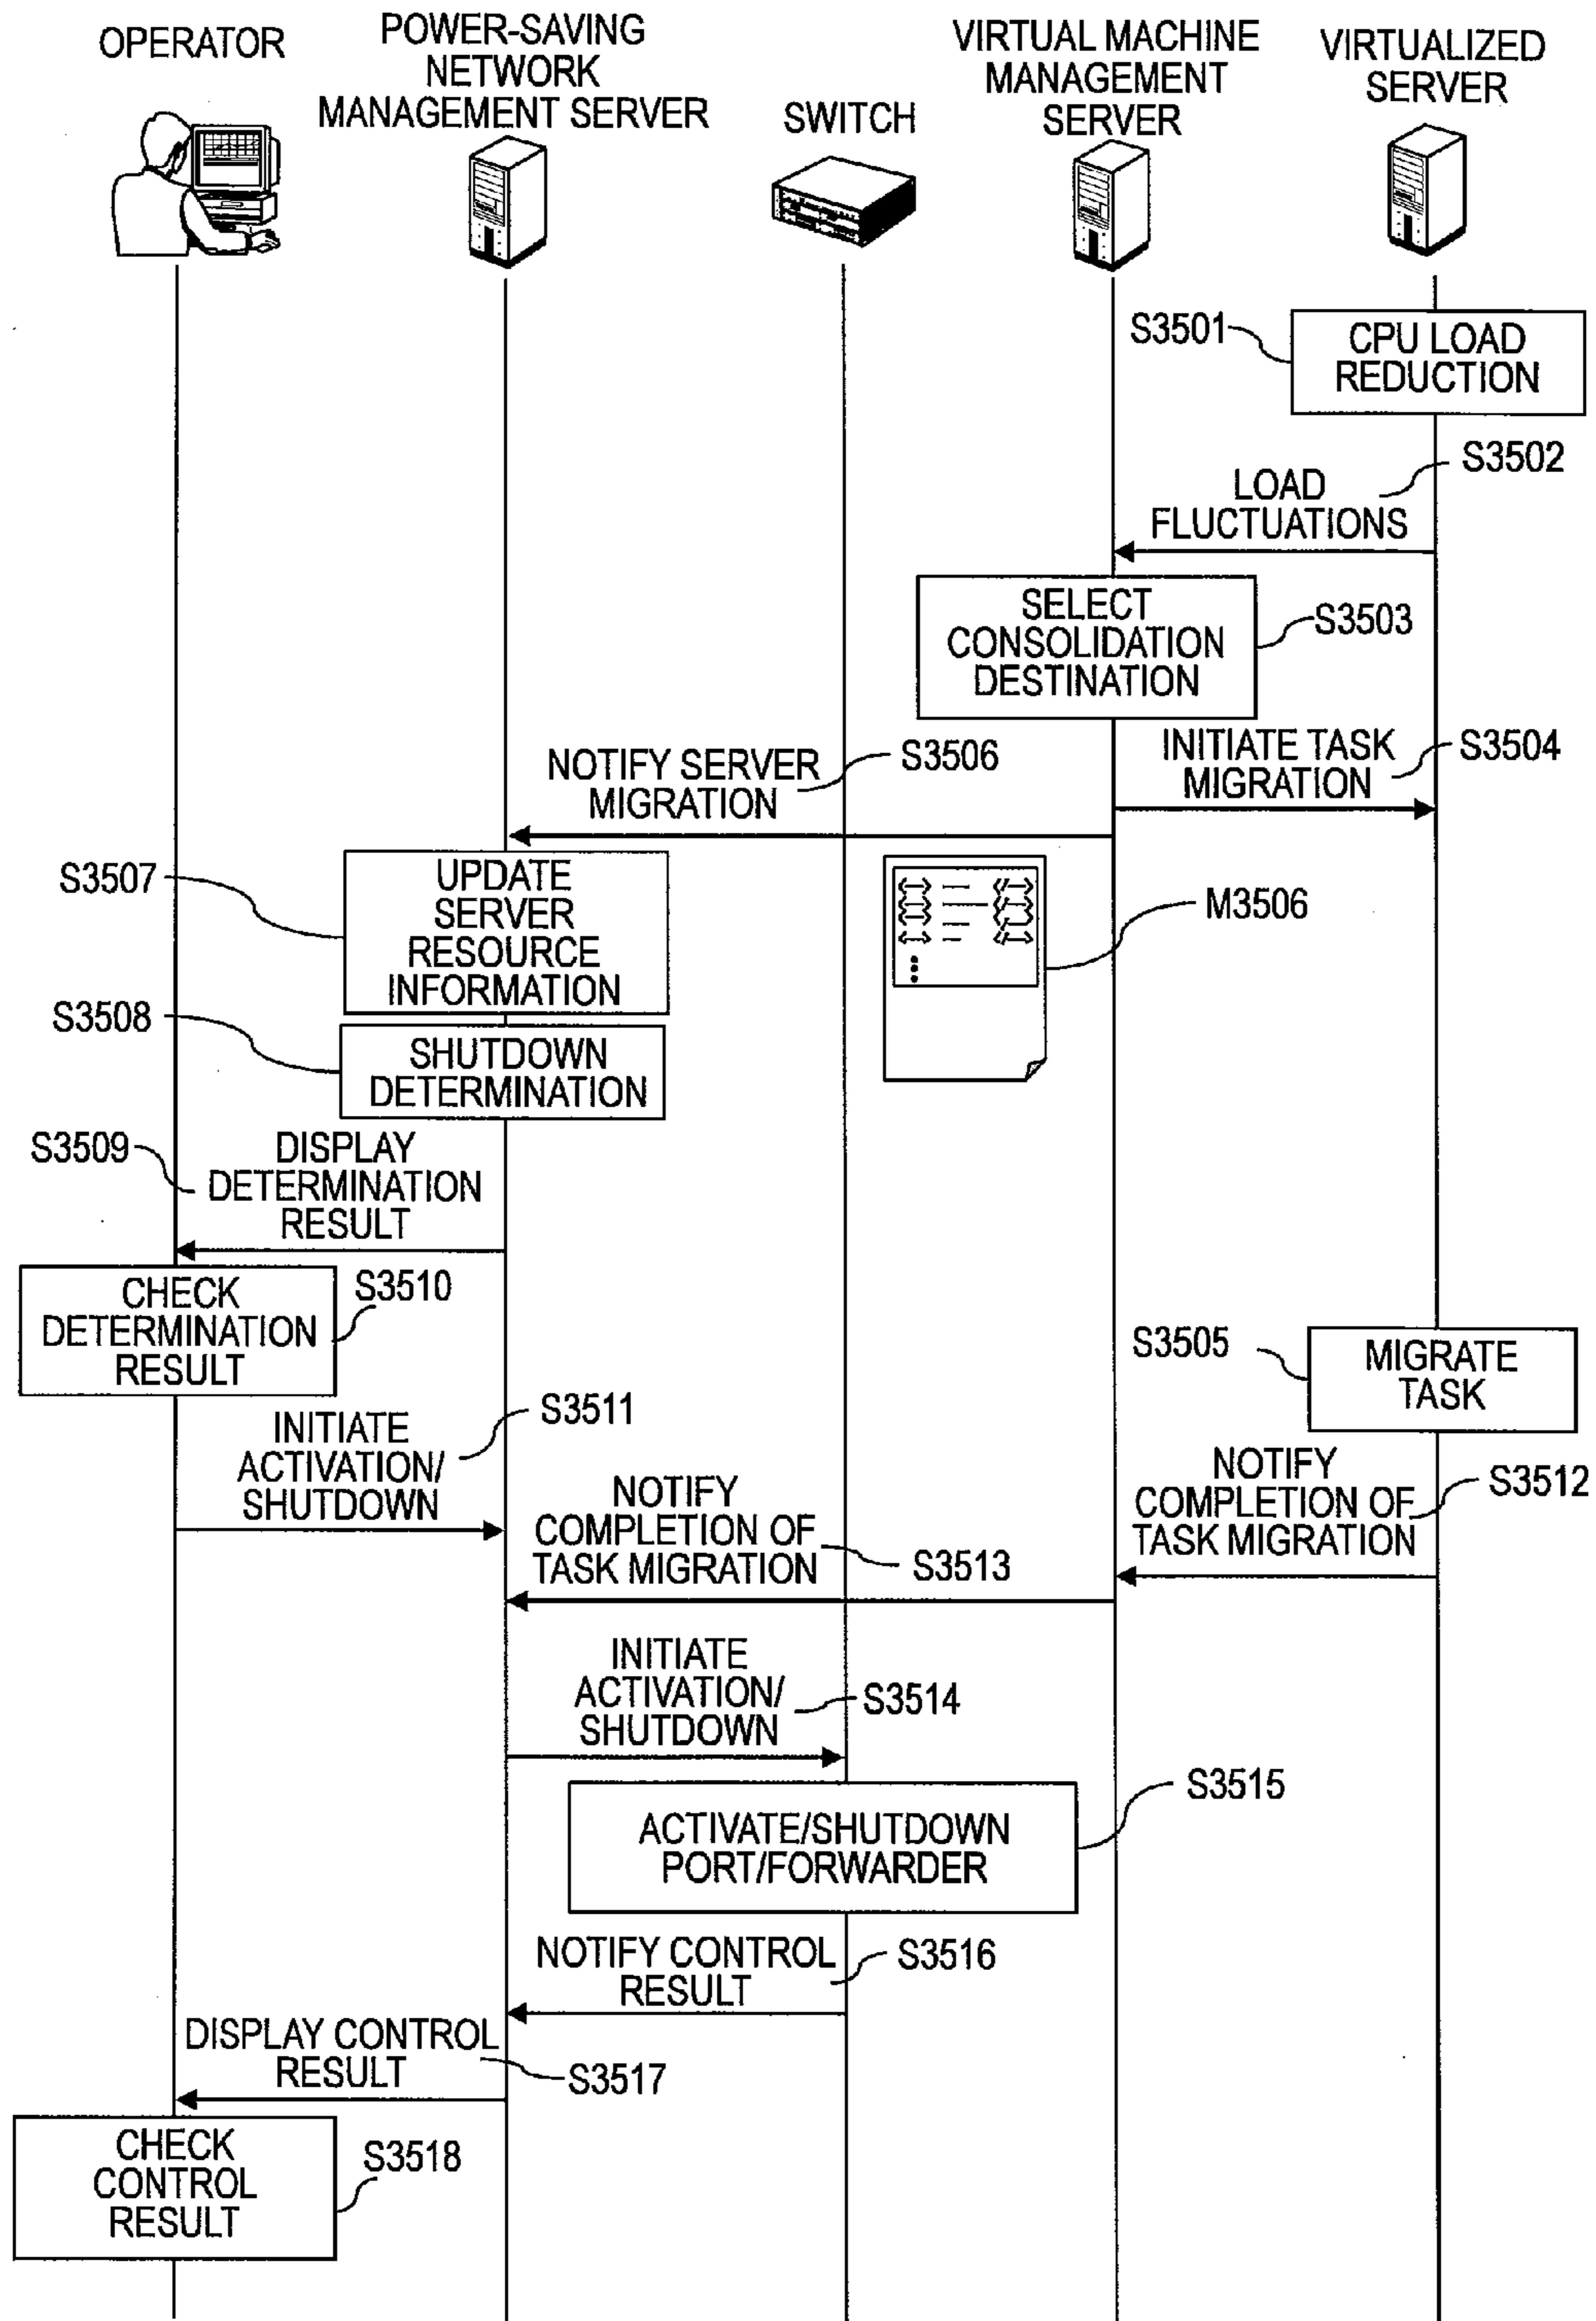 OPERATOR
POWER-SAVING
NETWORK
MANAGEMENT SERVER
SWITCH
VIRTUAL MACHINE
MANAGEMENT
SERVER
VIRTUALIZED
SERVER
S3501
CPU LOAD
REDUCTION
S3502
LOAD
FLUCTUATIONS
SELECT
CONSOLIDATION
DESTINATION
S3503
INITIATE TASK
MIGRATION
S3504
NOTIFY SERVER
MIGRATION
S3506
S3507
UPDATE
SERVER
RESOURCE
INFORMATION
M3506
S3508
SHUTDOWN
DETERMINATION
S3509
DISPLAY
DETERMINATION
RESULT
CHECK
DETERMINATION
RESULT
S3510
S3505
MIGRATE
TASK
INITIATE
ACTIVATION/
SHUTDOWN
S3511
NOTIFY
COMPLETION OF
TASK MIGRATION
S3512
NOTIFY
COMPLETION OF
TASK MIGRATION
S3513
INITIATE
ACTIVATION/
SHUTDOWN
S3514
ACTIVATE/SHUTDOWN
PORT/FORWARDER
S3515
NOTIFY CONTROL
RESULT
S3516
DISPLAY CONTROL
RESULT
S3517
CHECK
CONTROL
RESULT
S3518